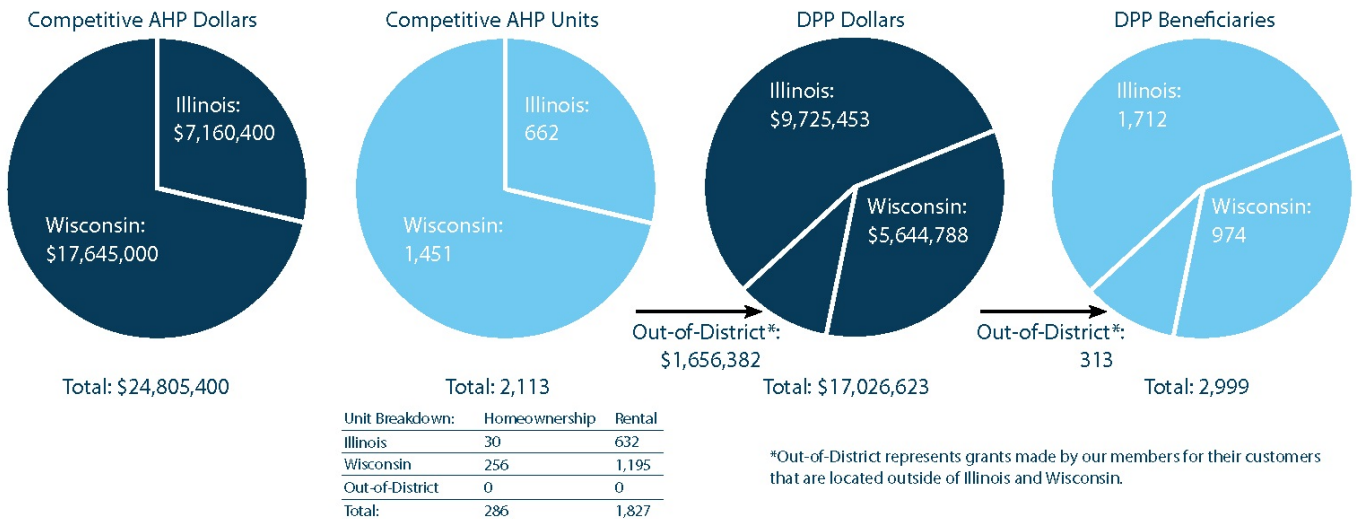 Competitive AHP Dollars
Illinois:
$7,160,400
Wisconsin:
$17,645,000
Total: $24,805,400
Competitive AHP Units
Illinois:
662
Wisconsin:
1,451
Total: 2,113
Unit Breakdown: Homeownership Rental
Illinois 30 632
Wisconsin 256 1,195
Out-of-District 0 0
Total: 286 1,827
DPP Dollars
Illinois:
$9,725,453
Wisconsin:
$5,644,788
Out-of-District*:
$1,656,382
Total: $17,026,623
DPP Beneficiaries
Illinois:
1,712
Wisconsin:
974
Out-of-District*:
313
Total: 2,999
*Out-of-District represents grants made by our members for their customers
that are located outside of Illinois and Wisconsin.